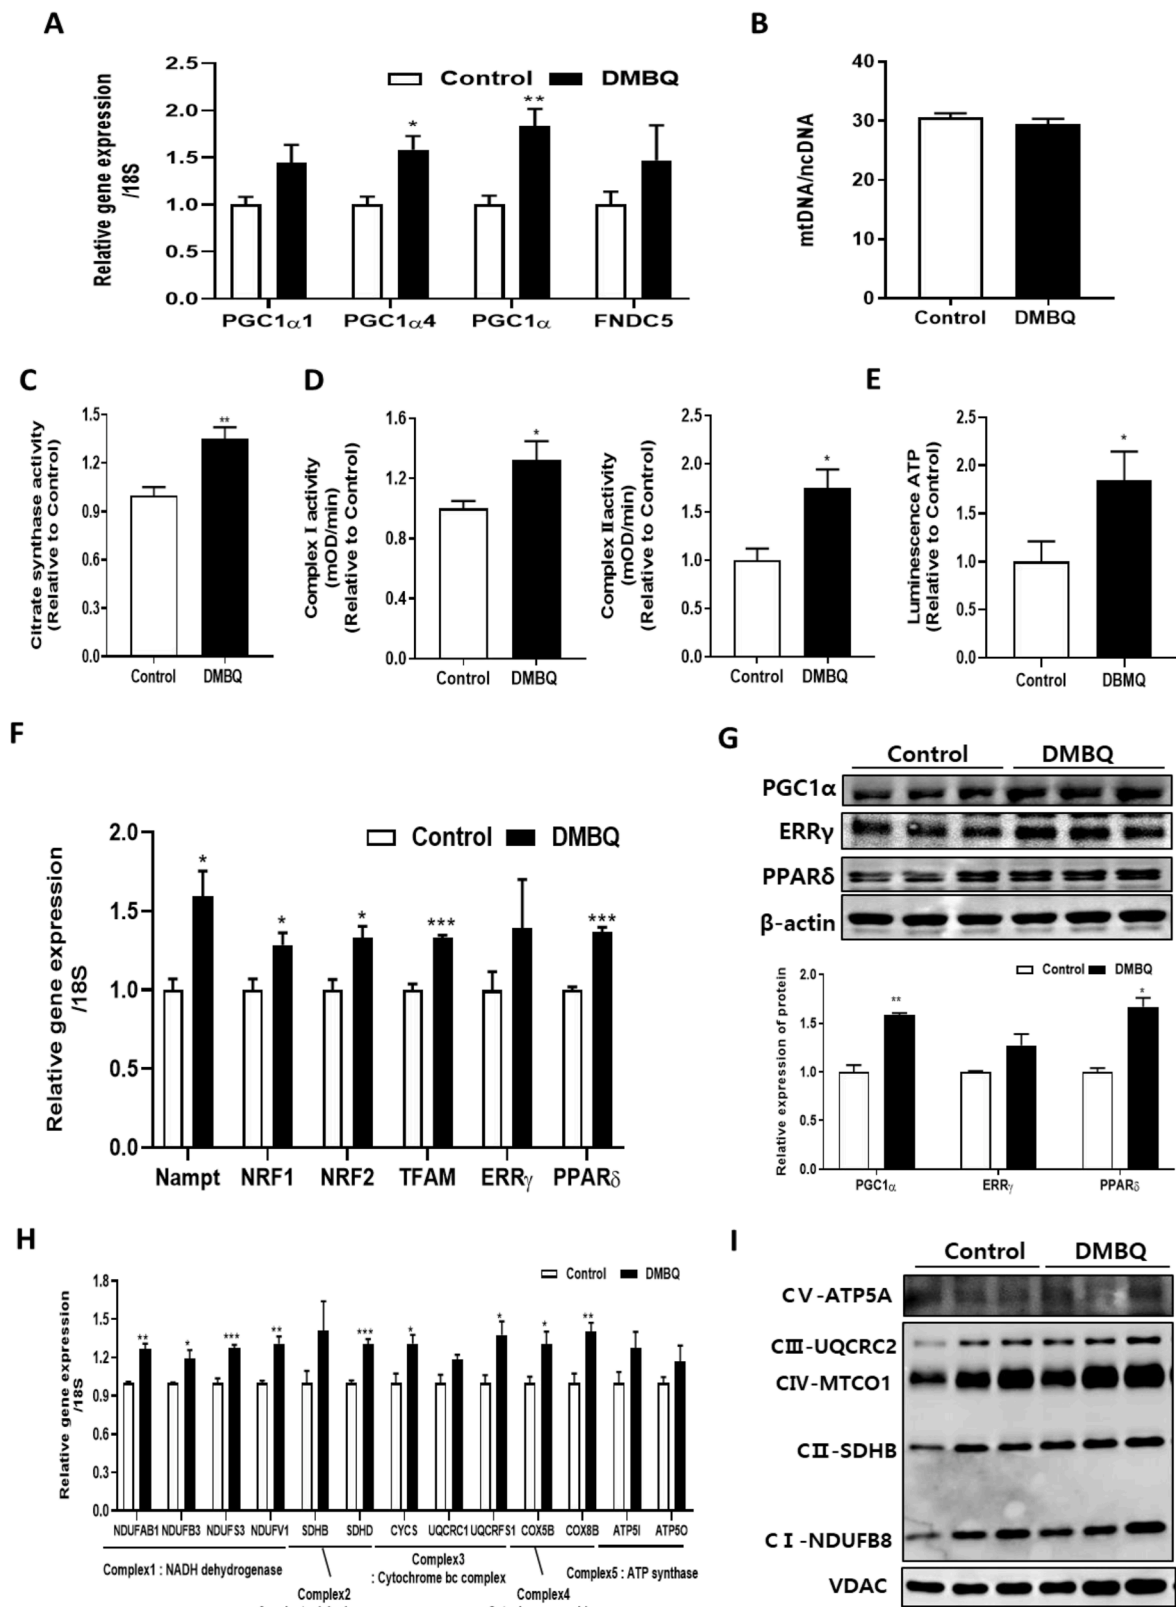 A
Relative gene expression
/18S
2.5
2.0
1.5
1.0
0.5
0.0
Control DMBQ
* **
PGC1α1 PGC1α4 PGC1α FNDC5
B
mtDNA/ncDNA
40
30
20
10
0
Control DMBQ
C
Citrate synthase activity
(Relative to Control)
1.5
1.2
0.9
0.6
0.3
0.0
**
Control DMBQ
D
Complex I activity
(mOD/min)
(Relative to Control)
1.6
1.2
0.8
0.4
0.0
*
Control DMBQ
Complex II activity
(mOD/min)
(Relative to Control)
2.5
2.0
1.5
1.0
0.5
0.0
*
Control DMBQ
E
Luminescence ATP
(Relative to Control)
2.5
2.0
1.5
1.0
0.5
0.0
*
Control DBMQ
F
Relative gene expression
/18S
2.0
1.5
1.0
0.5
0.0
Control DMBQ
* * * *** ***
Nampt NRF1 NRF2 TFAM ERRγ PPARδ
G
Control DMBQ
PGC1α
ERRγ
PPARδ
β-actin
Relative expression of protein
2.0
1.5
1.0
0.5
0.0
Control DMBQ
** *
PGC1α ERRγ PPARδ
H
Relative gene expression
/18S
1.8
1.5
1.2
0.9
0.6
0.3
0.0
Control DMBQ
** * *** ** *** * * * **
NDUFAB1 NDUFB3 NDUFS3 NDUFV1 SDHB SDHD CYCS UQCRC1 UQCRFS1 COX5B COX8B ATP5I ATP5O
Complex1 : NADH dehydrogenase
Complex2
Complex3
: Cytochrome bc complex
Complex4
Complex5 : ATP synthase
I
Control DMBQ
CV-ATP5A
CⅢ-UQCRC2
CⅣ-MTCO1
CⅡ-SDHB
CⅠ-NDUFB8
VDAC